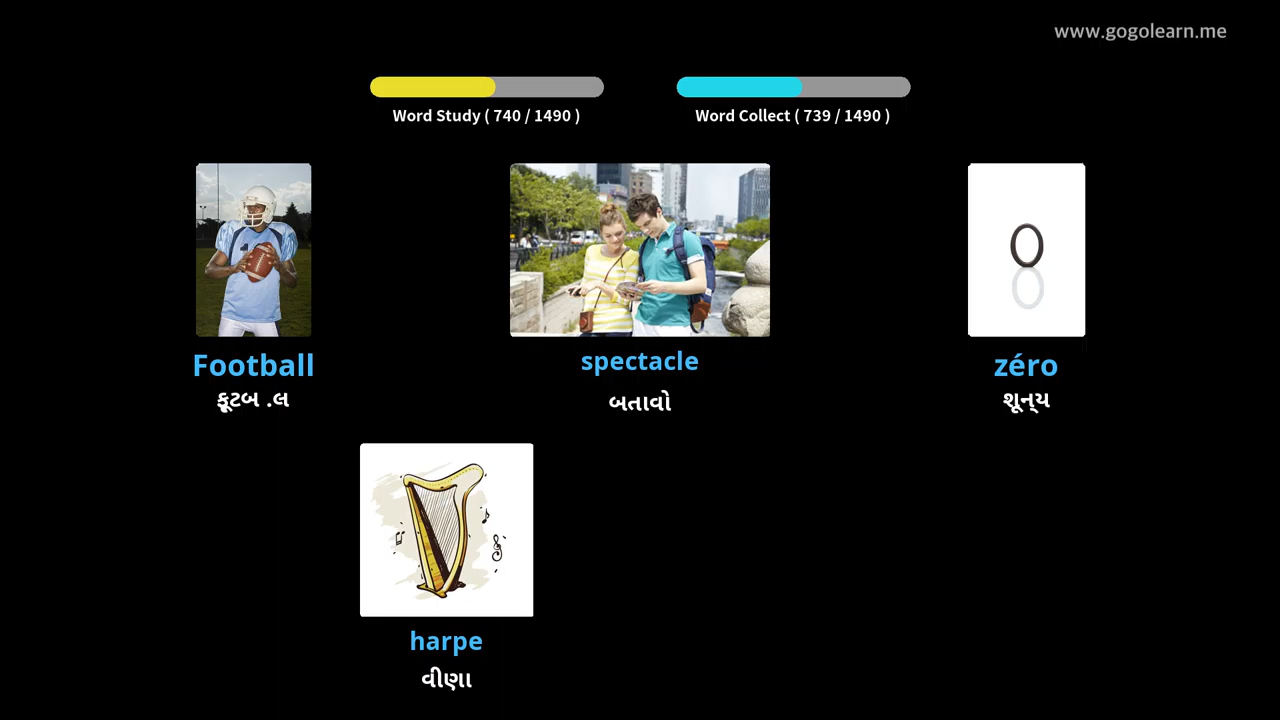 www.gogolearn.me
Word Study ( 740 / 1490 )
Word Collect ( 739 / 1490 )
Football
ફૂટબ .લ
spectacle
બતાવો
zéro
શૂન્ય
harpe
વીણા